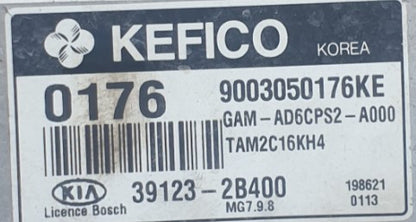 KEFICO KOREA
0176 9003050176KE
GAM-AD6CPS2-A000
TAM2C16KH4
KIA 39123-2B400 198621
Licence Bosch MG7.9.8 0113